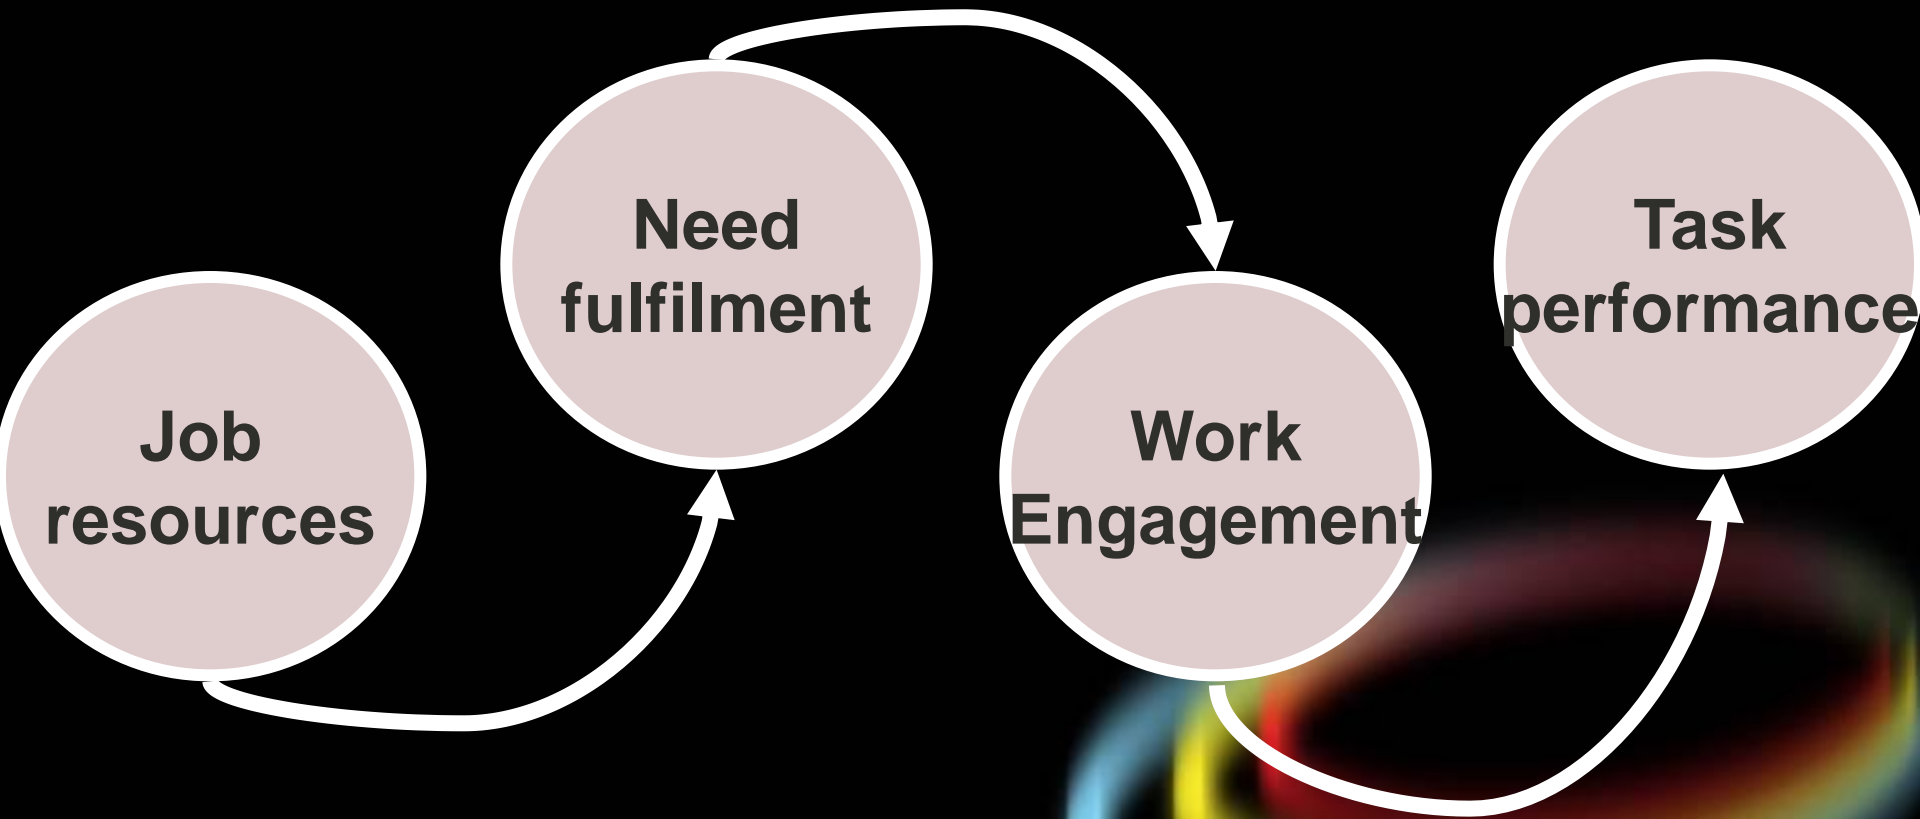 Job
resources
Need
fulfilment
Work
Engagement
Task
performance